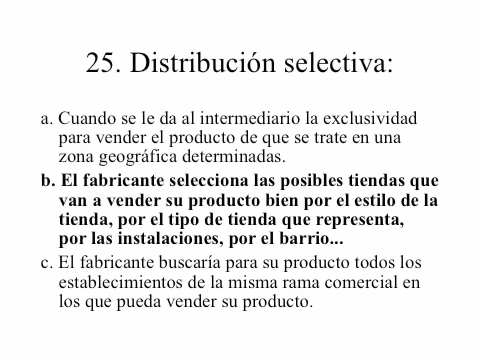 25. Distribución selectiva:
a. Cuando se le da al intermediario la exclusividad
para vender el producto de que se trate en una
zona geográfica determinadas.
b. El fabricante selecciona las posibles tiendas que
van a vender su producto bien por el estilo de la
tienda, por el tipo de tienda que representa,
por las instalaciones, por el barrio...
c. El fabricante buscaría para su producto todos los
establecimientos de la misma rama comercial en
los que pueda vender su producto.